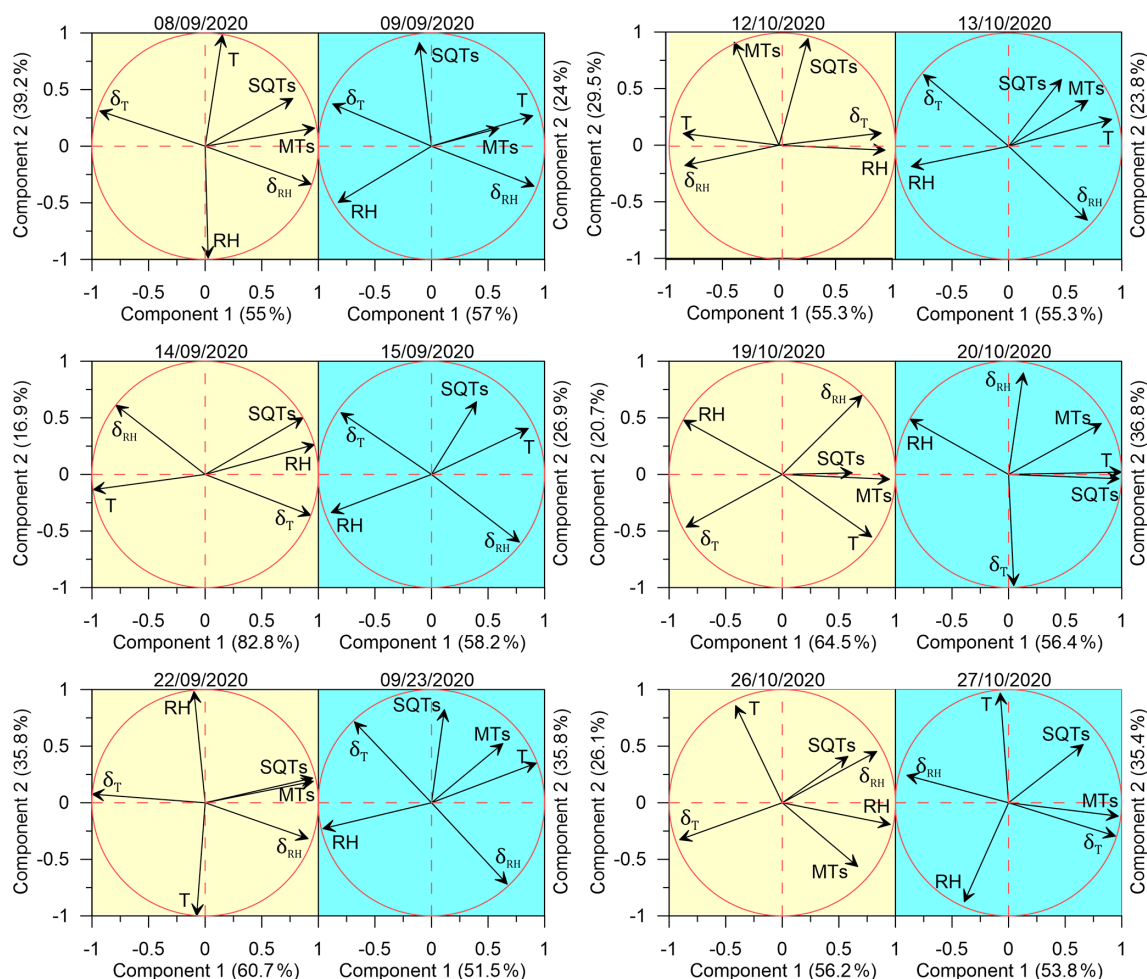 08/09/2020 09/09/2020 12/10/2020 13/10/2020
Component 2 (39.2%)
1
0.5
0
-0.5
-1
T
SQTs
δT
MTs
δRH
RH
SQTs
δT
T
MTs
δRH
RH
Component 2 (24%)
-1 -0.5 0 0.5 1 -0.5 0 0.5 1
Component 1 (55%) Component 1 (57%)
Component 2 (29.5%)
1
0.5
0
-0.5
-1
MTs
SQTs
T
δT
δRH
RH
δT
SQTs
MTs
T
RH
δRH
Component 2 (23.8%)
-1 -0.5 0 0.5 1 -0.5 0 0.5 1
Component 1 (55.3%) Component 1 (55.3%)
14/09/2020 15/09/2020 19/10/2020 20/10/2020
Component 2 (16.9%)
1
0.5
0
-0.5
-1
δRH
SQTs
RH
T
δT
SQTs
δT
T
RH
δRH
Component 2 (26.9%)
-1 -0.5 0 0.5 1 -0.5 0 0.5 1
Component 1 (82.8%) Component 1 (58.2%)
Component 2 (20.7%)
1
0.5
0
-0.5
-1
δRH
RH
SQTs
MTs
δT
T
δRH
RH
MTs
T
SQTs
δT
Component 2 (36.8%)
-1 -0.5 0 0.5 1 -0.5 0 0.5 1
Component 1 (64.5%) Component 1 (56.4%)
22/09/2020 09/23/2020 26/10/2020 27/10/2020
Component 2 (35.8%)
1
0.5
0
-0.5
-1
RH
SQTs
δT
MTs
δRH
T
SQTs
MTs
δT
T
RH
δRH
Component 2 (35.8%)
-1 -0.5 0 0.5 1 -0.5 0 0.5 1
Component 1 (60.7%) Component 1 (51.5%)
Component 2 (26.1%)
1
0.5
0
-0.5
-1
T
SQTs
δRH
RH
δT
MTs
T
SQTs
δRH
MTs
δT
RH
Component 2 (35.4%)
-1 -0.5 0 0.5 1 -0.5 0 0.5 1
Component 1 (56.2%) Component 1 (53.8%)